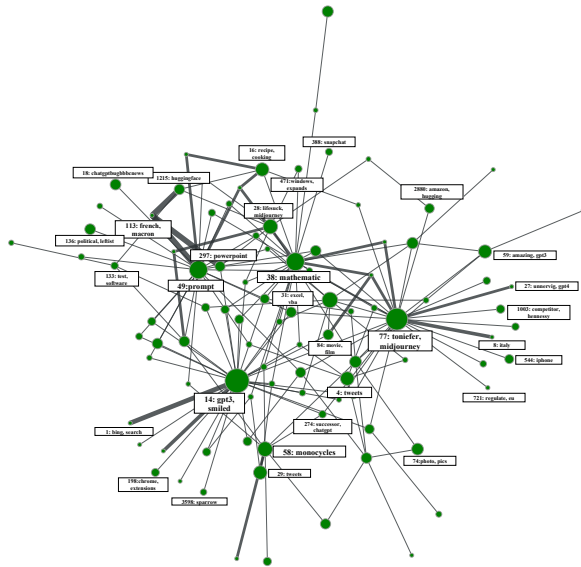 388: snapchat
16: recipe,
cooking
18: chatgptbugbbbcnews
1215: huggingface
471:windows,
expands
2880: amazon,
hugging
28: lifesuck,
midjourney
113: french,
macron
136: political, leftist
297: powerpoint
59: amazing, gpt3
133: test,
software
38: mathematic
49:prompt
27: unnervig, gpt4
31: excel,
vba
1003: competitor,
hennessy
77: toniefer,
midjourney
84: movie,
film
8: italy
544: iphone
4: tweets
721: regulate, eu
14: gpt3,
smiled
1: bing, search
274: successor,
chatgpt
58: monocycles
74:photo, pics
29: tweets
198:chrome,
extensions
3598: sparrow